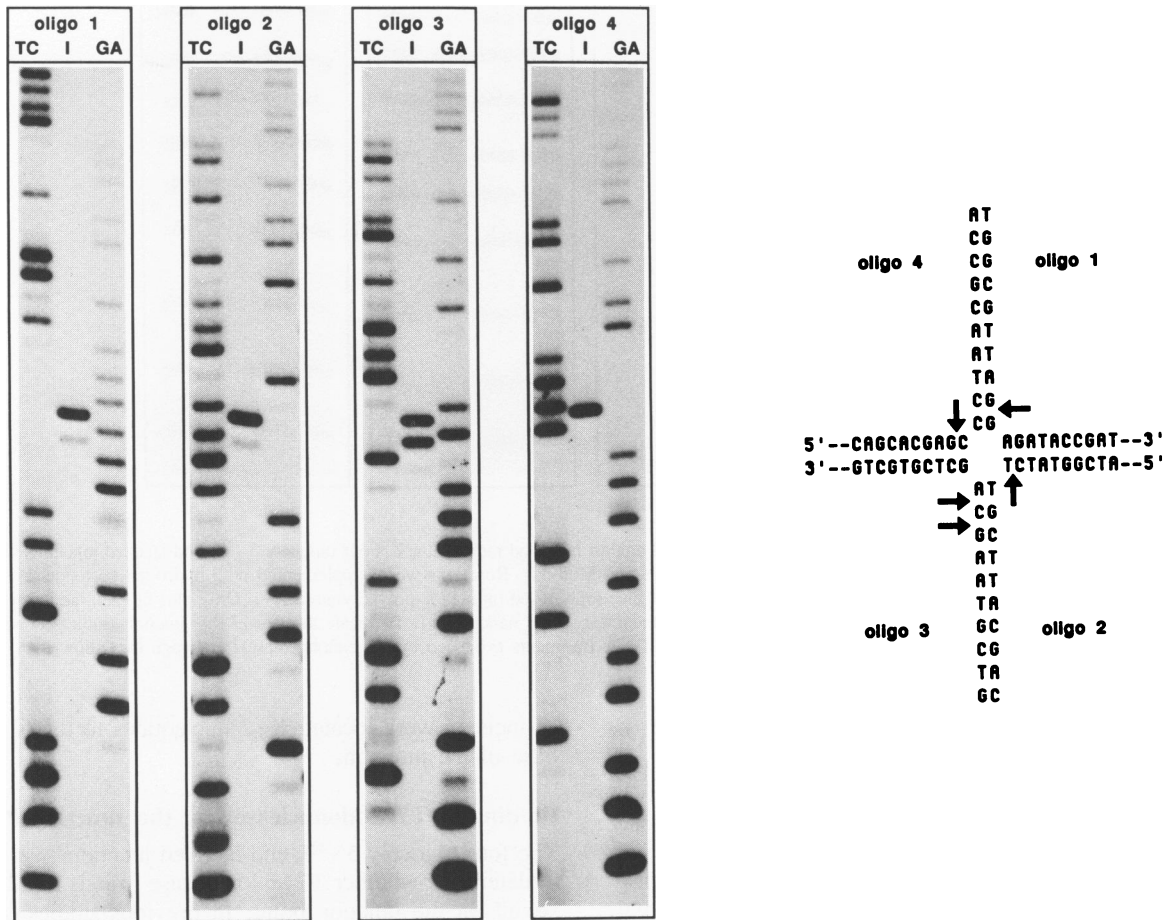 oligo 1
TC I GA
oligo 2
TC I GA
oligo 3
TC I GA
oligo 4
TC I GA
AT
CG
oligo 4 CG oligo 1
GC
CG
AT
AT
TA
CG
CG
5'--CAGCACGAGC AGATACCGAT--3'
3'--GTCGTGCTCG TCTATGGCTA--5'
AT
CG
GC
AT
AT
TA
oligo 3 GC oligo 2
CG
TA
GC